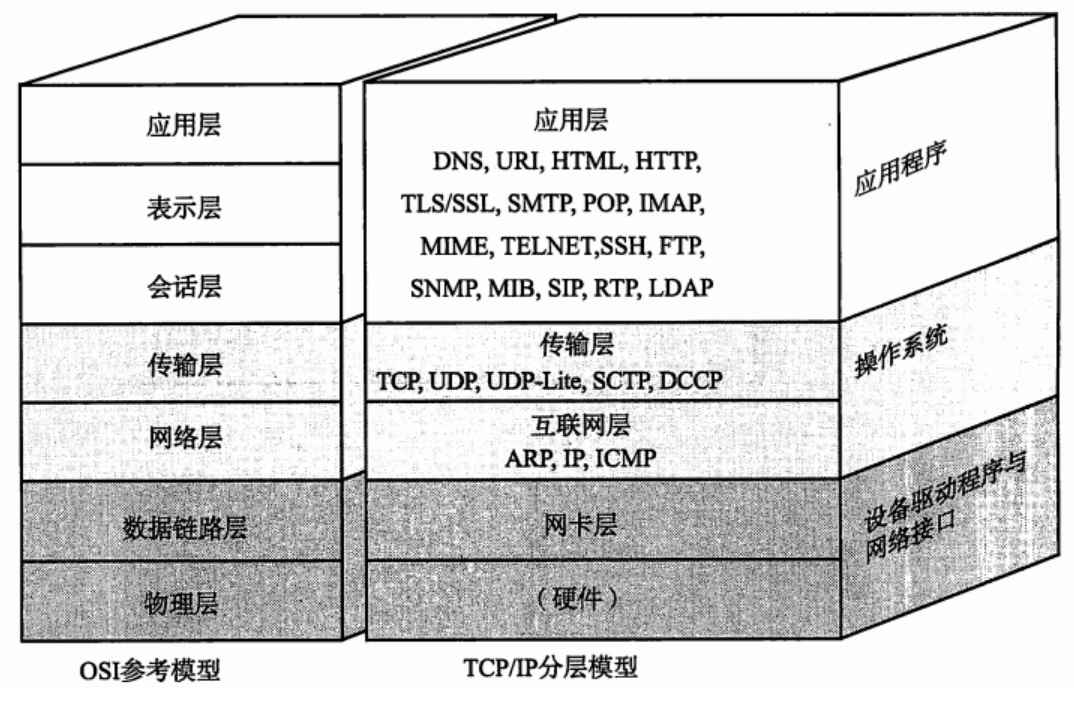 应用层
表示层
会话层
传输层
网络层
数据链路层
物理层
OSI参考模型
应用层
DNS, URI, HTML, HTTP,
TLS/SSL, SMTP, POP, IMAP,
MIME, TELNET,SSH, FTP,
SNMP, MIB, SIP, RTP, LDAP
传输层
TCP, UDP, UDP-Lite, SCTP, DCCP
互联网层
ARP, IP, ICMP
网卡层
（硬件）
TCP/IP分层模型
应用程序
操作系统
设备驱动程序与
网络接口